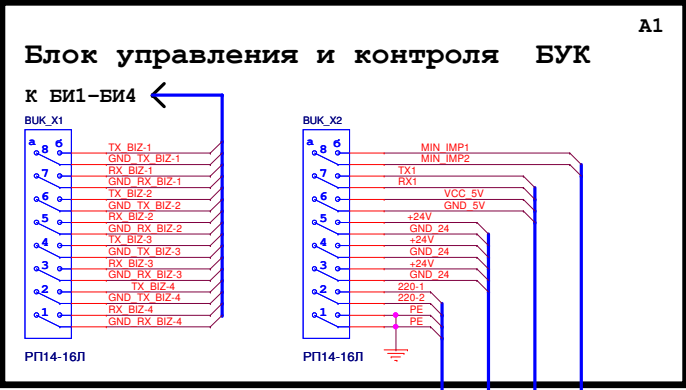 A1
Блок управления и контроля БУК
К БИ1-БИ4
BUK_X1
а б
8
7
6
5
4
3
2
1
TX_BIZ-1
GND_TX_BIZ-1
RX_BIZ-1
GND_RX_BIZ-1
TX_BIZ-2
GND_TX_BIZ-2
RX_BIZ-2
GND_RX_BIZ-2
TX_BIZ-3
GND_TX_BIZ-3
RX_BIZ-3
GND_RX_BIZ-3
TX_BIZ-4
GND_TX_BIZ-4
RX_BIZ-4
GND_RX_BIZ-4
РП14-16Л
BUK_X2
а б
8
7
6
5
4
3
2
1
MIN_IMP1
MIN_IMP2
TX1
RX1
VCC_5V
GND_5V
+24V
GND_24
+24V
GND_24
+24V
GND_24
220-1
220-2
PE
PE
РП14-16Л